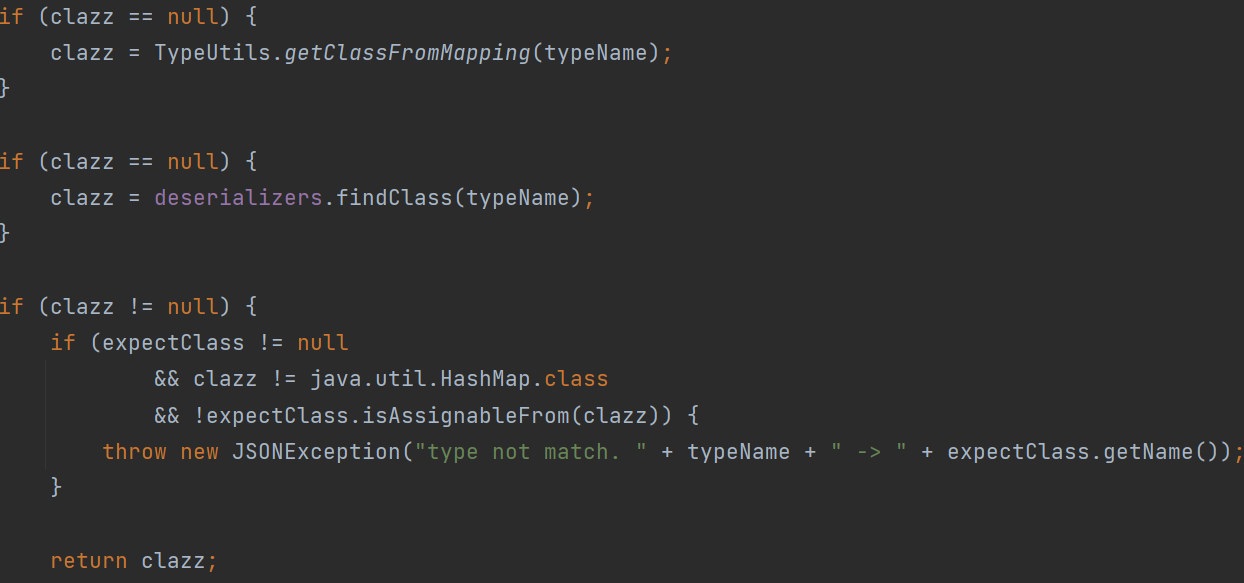 if (clazz == null) {
    clazz = TypeUtils.getClassFromMapping(typeName);
}

if (clazz == null) {
    clazz = deserializers.findClass(typeName);
}

if (clazz != null) {
    if (expectClass != null
            && clazz != java.util.HashMap.class
            && !expectClass.isAssignableFrom(clazz)) {
        throw new JSONException("type not match. " + typeName + " -> " + expectClass.getName());
    }

    return clazz;